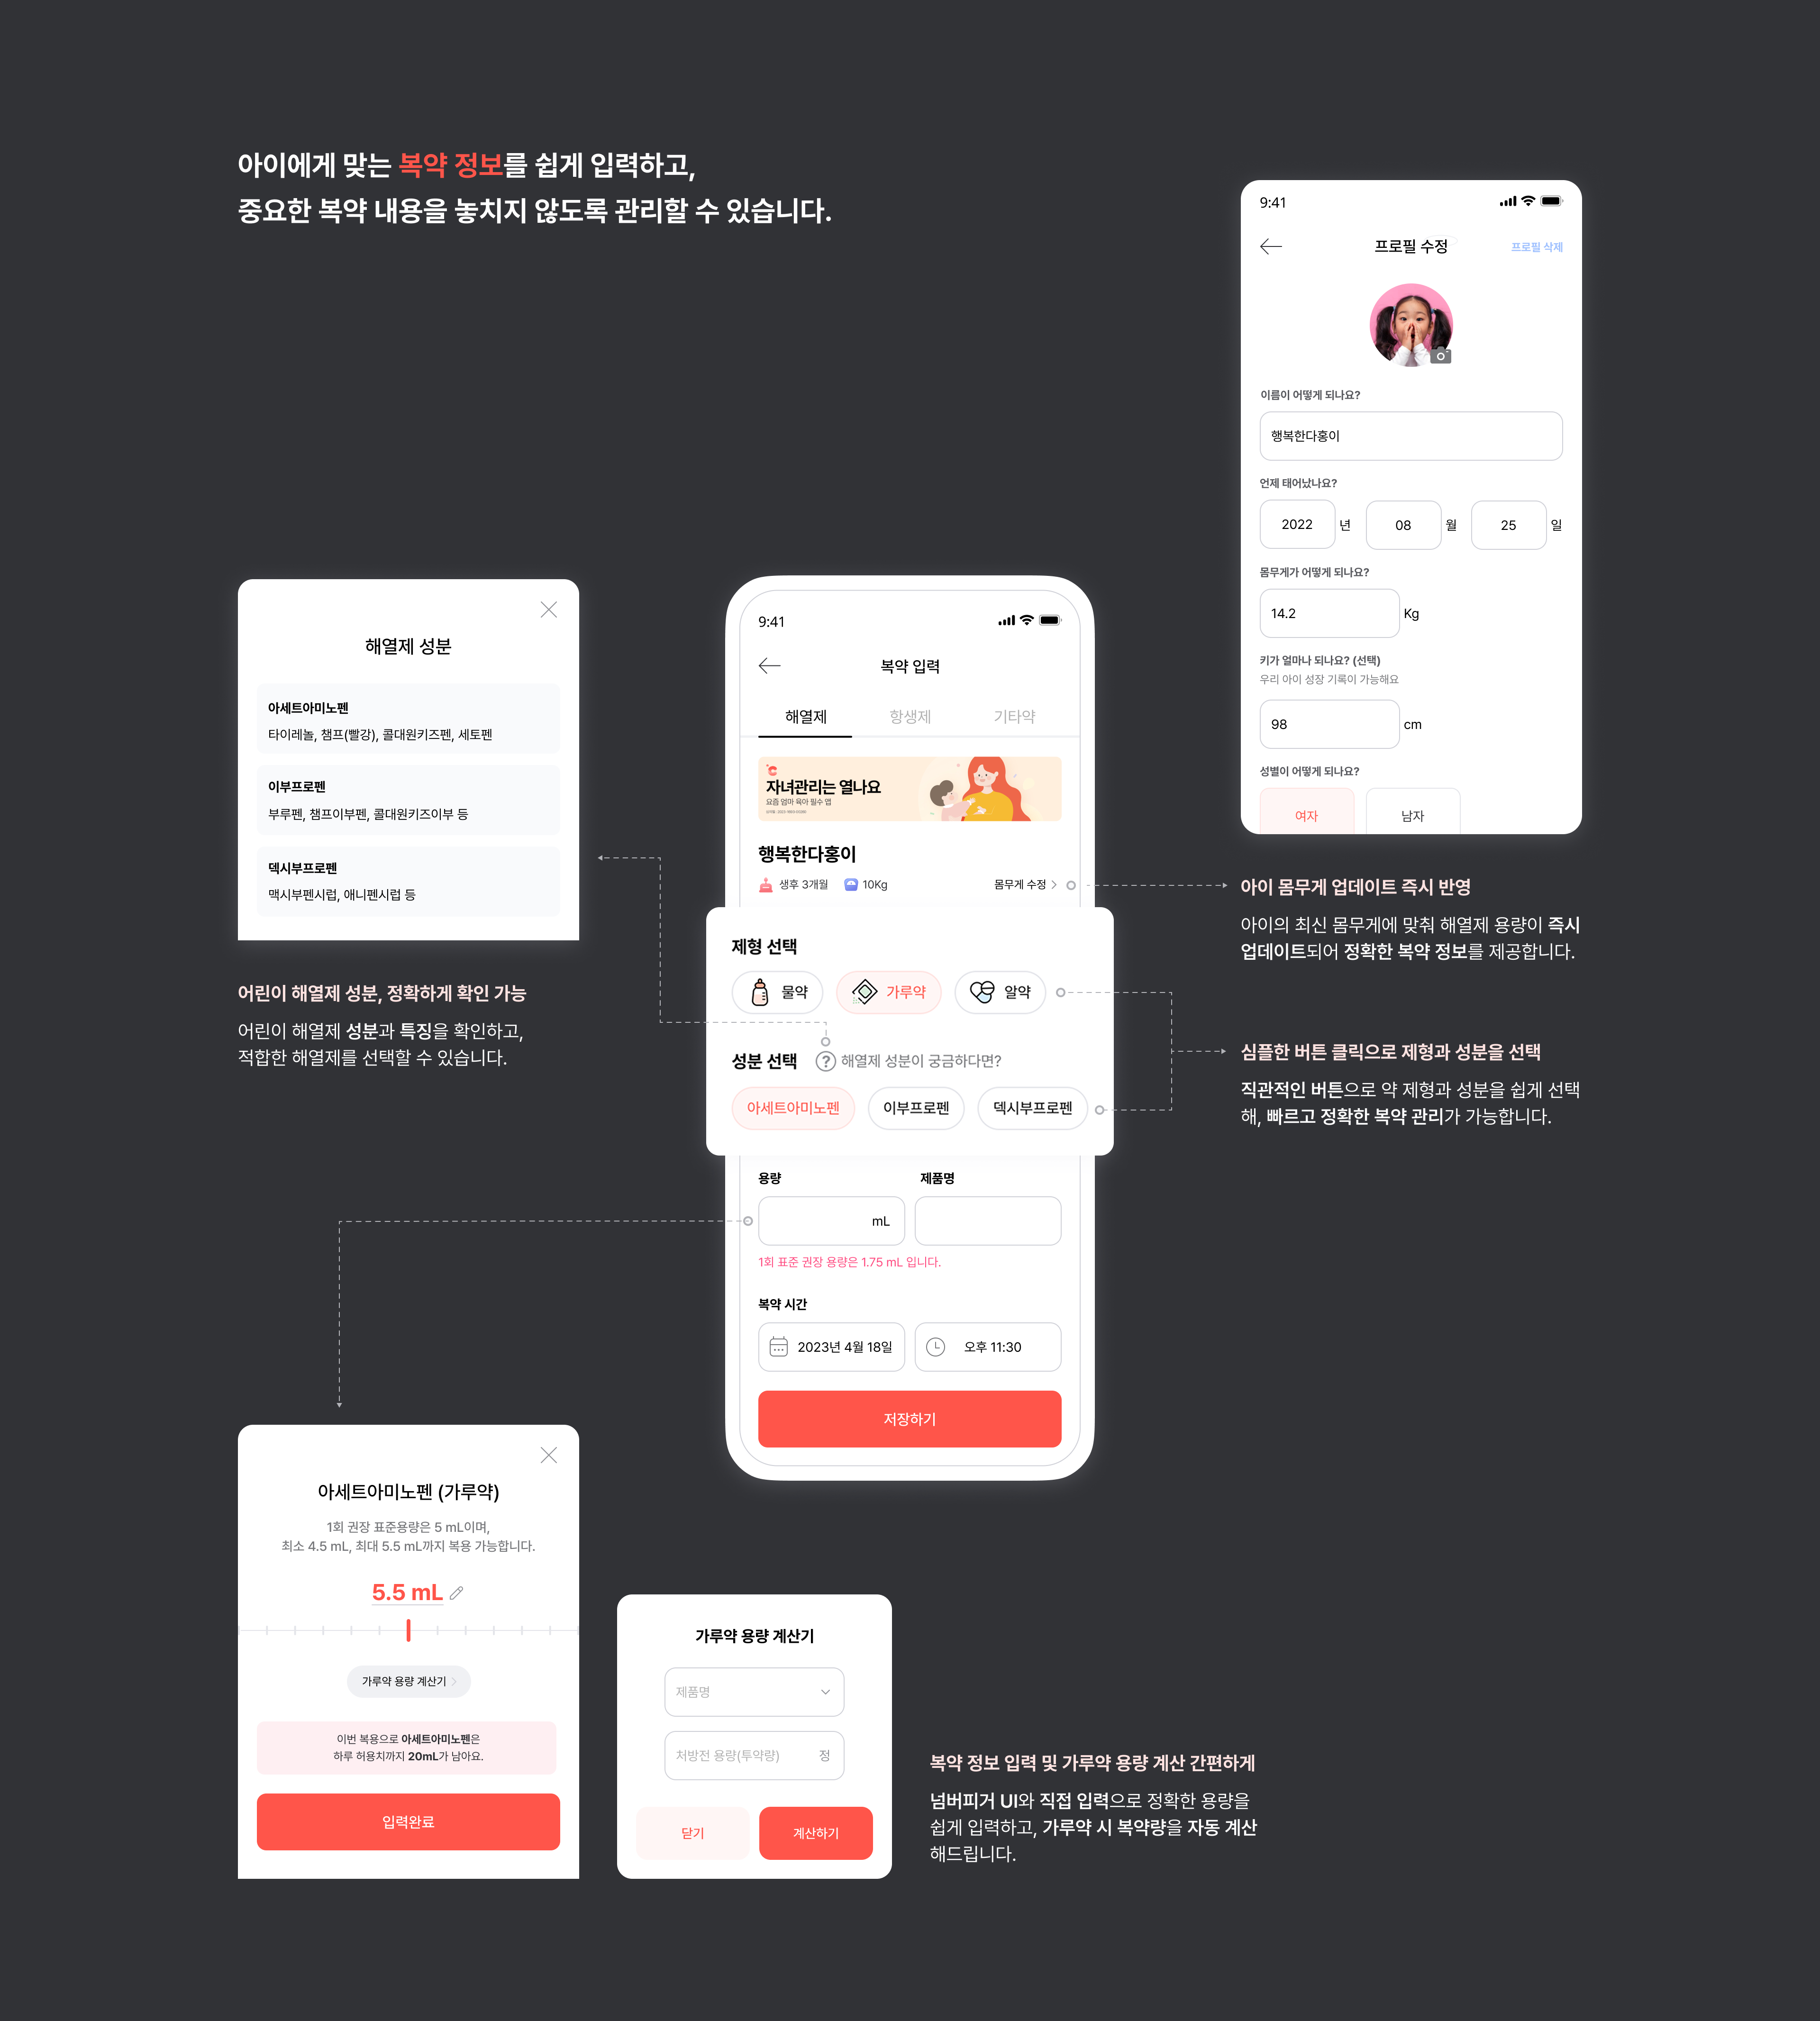 아이에게 맞는 복약 정보를 쉽게 입력하고,
중요한 복약 내용을 놓치지 않도록 관리할 수 있습니다.
9:41
프로필 수정
프로필 삭제
이름이 어떻게 되나요?
행복한다홍이
언제 태어났나요?
2022 년 08 월 25 일
몸무게가 어떻게 되나요?
14.2 Kg
키가 얼마나 되나요? (선택)
우리 아이 성장 기록이 가능해요
98 cm
성별이 어떻게 되나요?
여자 남자
아이 몸무게 업데이트 즉시 반영
아이의 최신 몸무게에 맞춰 해열제 용량이 즉시
업데이트되어 정확한 복약 정보를 제공합니다.
심플한 버튼 클릭으로 제형과 성분을 선택
직관적인 버튼으로 약 제형과 성분을 쉽게 선택
해, 빠르고 정확한 복약 관리가 가능합니다.
해열제 성분
아세트아미노펜
타이레놀, 챔프(빨강), 콜대원키즈펜, 세토펜
이부프로펜
부루펜, 챔프이부펜, 콜대원키즈이부 등
덱시부프로펜
맥시부펜시럽, 애니펜시럽 등
어린이 해열제 성분, 정확하게 확인 가능
어린이 해열제 성분과 특징을 확인하고,
적합한 해열제를 선택할 수 있습니다.
9:41
복약 입력
해열제 항생제 기타약
자녀관리는 열나요
요즘 엄마 육아 필수 앱
행복한다홍이
생후 3개월 10Kg 몸무게 수정
제형 선택
물약 가루약 알약
성분 선택 ? 해열제 성분이 궁금하다면?
아세트아미노펜 이부프로펜 덱시부프로펜
용량 제품명
mL
1회 표준 권장 용량은 1.75 mL 입니다.
복약 시간
2023년 4월 18일 오후 11:30
저장하기
아세트아미노펜 (가루약)
1회 권장 표준용량은 5 mL이며,
최소 4.5 mL, 최대 5.5 mL까지 복용 가능합니다.
5.5 mL
가루약 용량 계산기
이번 복용으로 아세트아미노펜은
하루 허용치까지 20mL가 남아요.
입력완료
가루약 용량 계산기
제품명
처방전 용량(투약량) 정
닫기 계산하기
복약 정보 입력 및 가루약 용량 계산 간편하게
넘버피커 UI와 직접 입력으로 정확한 용량을
쉽게 입력하고, 가루약 시 복약량을 자동 계산
해드립니다.